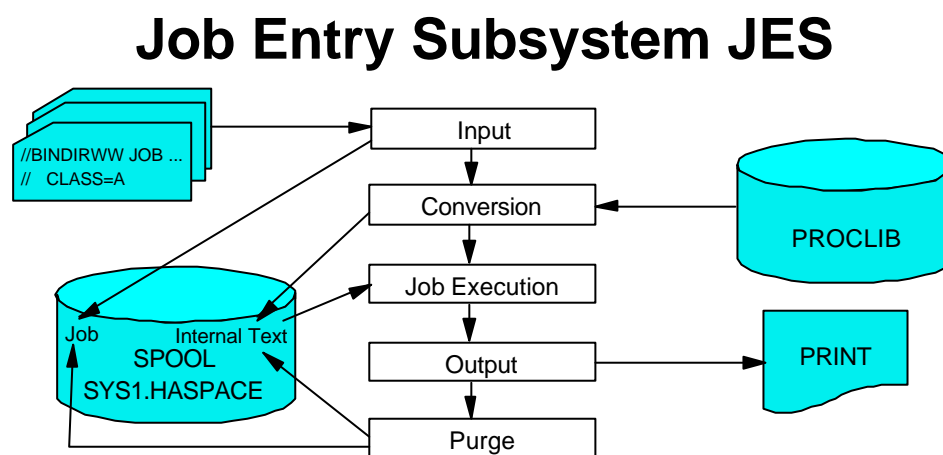 Job Entry Subsystem JES
//BINDIRWW JOB ...
// CLASS=A
Input
Conversion
PROCLIB
Job Execution
Job
Internal Text
SPOOL
SYS1.HASPACE
Output
PRINT
Purge